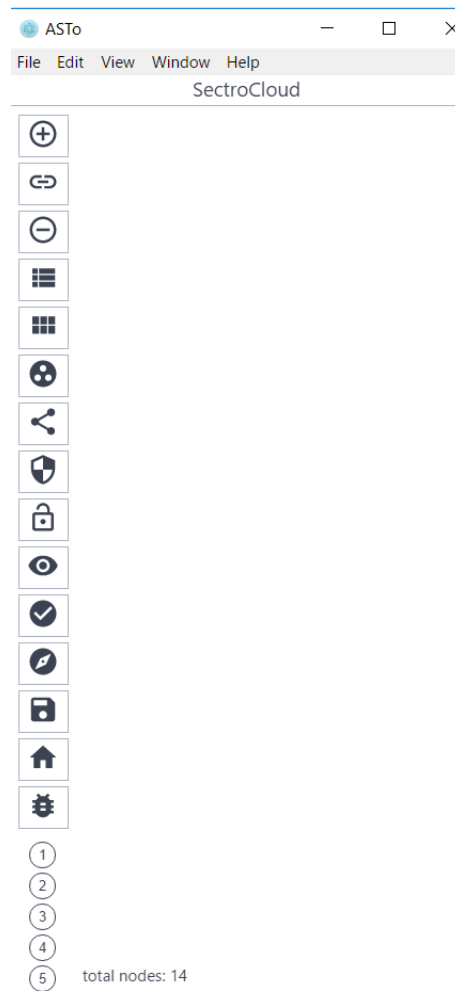 ASTo
File Edit View Window Help
SectroCloud
1
2
3
4
5 total nodes: 14